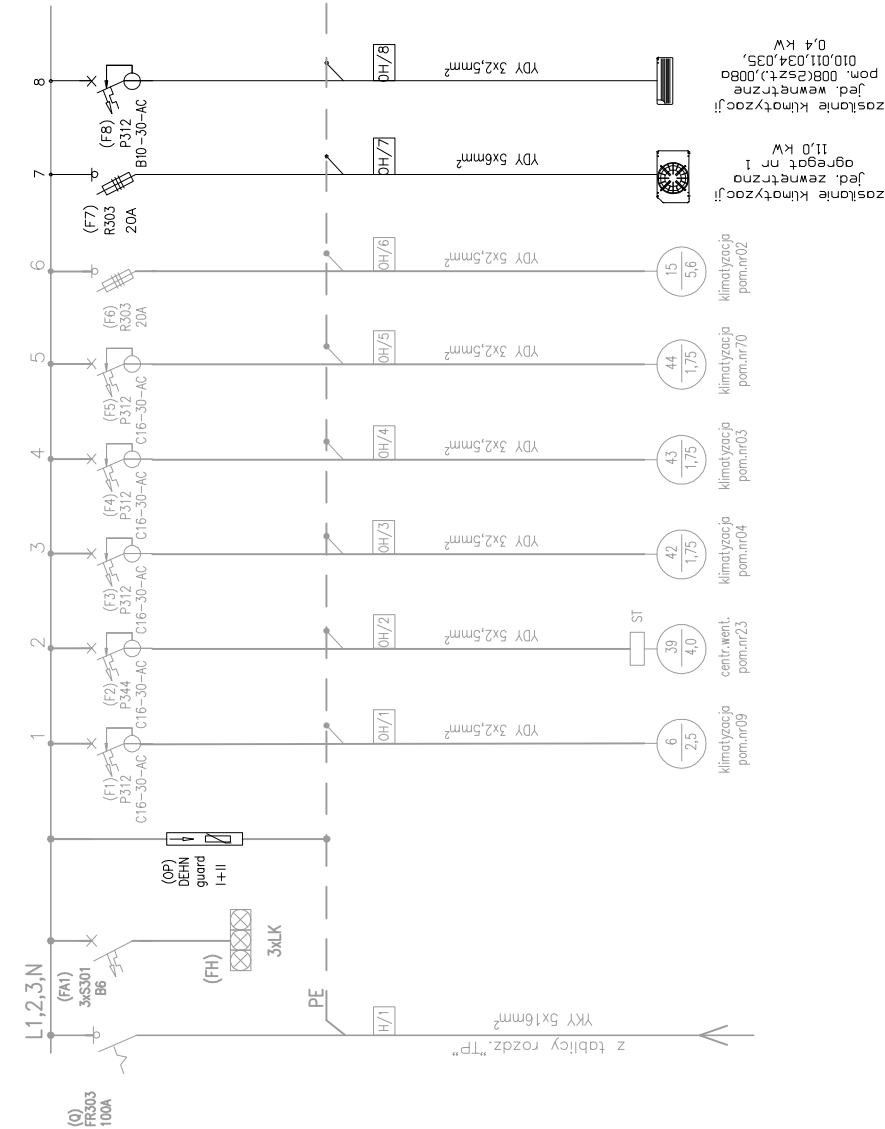 8
(F8)
P312
B10-30-AC
OH/8
YDY 3x2,5mm²
zasilanie klimatyzacji
jed. wewnętrzne
pom. 008(2szt.),008a
010,011,034,035,
0,4 kW
7
(F7)
R303
20A
OH/7
YDY 5x6mm²
zasilanie klimatyzacji
jed. zewnętrzna
agregat nr 1
11,0 kW
6
(F6)
R303
20A
OH/6
YDY 5x2,5mm²
15
5,6
klimatyzacja
pom.nr02
5
(F5)
P312
C16-30-AC
OH/5
YDY 3x2,5mm²
44
1,75
klimatyzacja
pom.nr70
4
(F4)
P312
C16-30-AC
OH/4
YDY 3x2,5mm²
43
1,75
klimatyzacja
pom.nr03
3
(F3)
P312
C16-30-AC
OH/3
YDY 3x2,5mm²
42
1,75
klimatyzacja
pom.nr04
2
(F2)
P344
C16-30-AC
OH/2
YDY 5x2,5mm²
ST
39
4,0
centr.went.
pom.nr23
1
(F1)
P312
C16-30-AC
OH/1
YDY 3x2,5mm²
6
2,5
klimatyzacja
pom.nr09
(OP)
DEHN
guard
I+II
L1,2,3,N
(FA1)
3xS301
B6
(FH)
3xLK
PE
(Q)
FR303
100A
H/1
YKY 5x16mm²
z tablicy rozdz."TP"